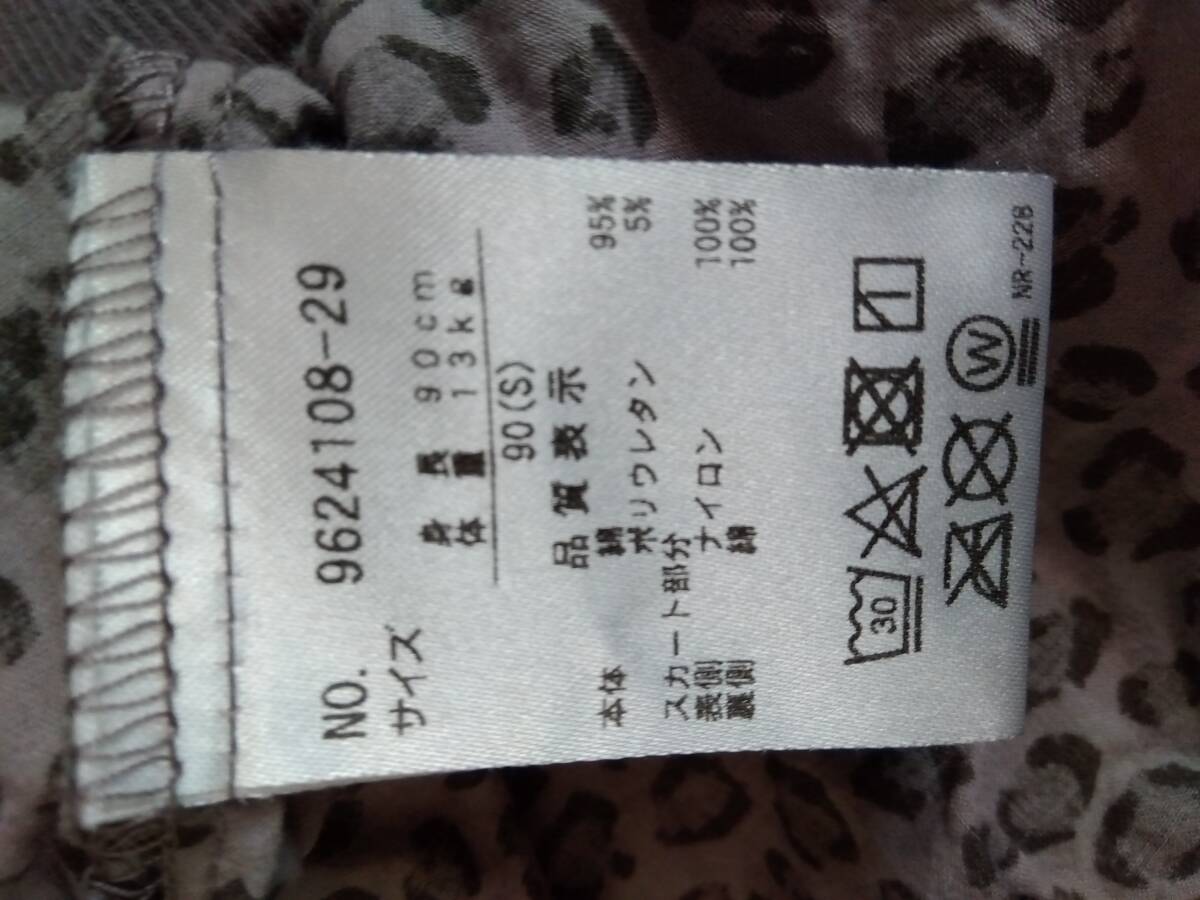 NO. 9624108-29
サイズ
身長 90cm
体重 13kg
90(S)
品質表示
本体 綿 95%
ポリウレタン 5%
スカート部分
表側 ナイロン 100%
裏側 綿 100%
30
W
NR-228